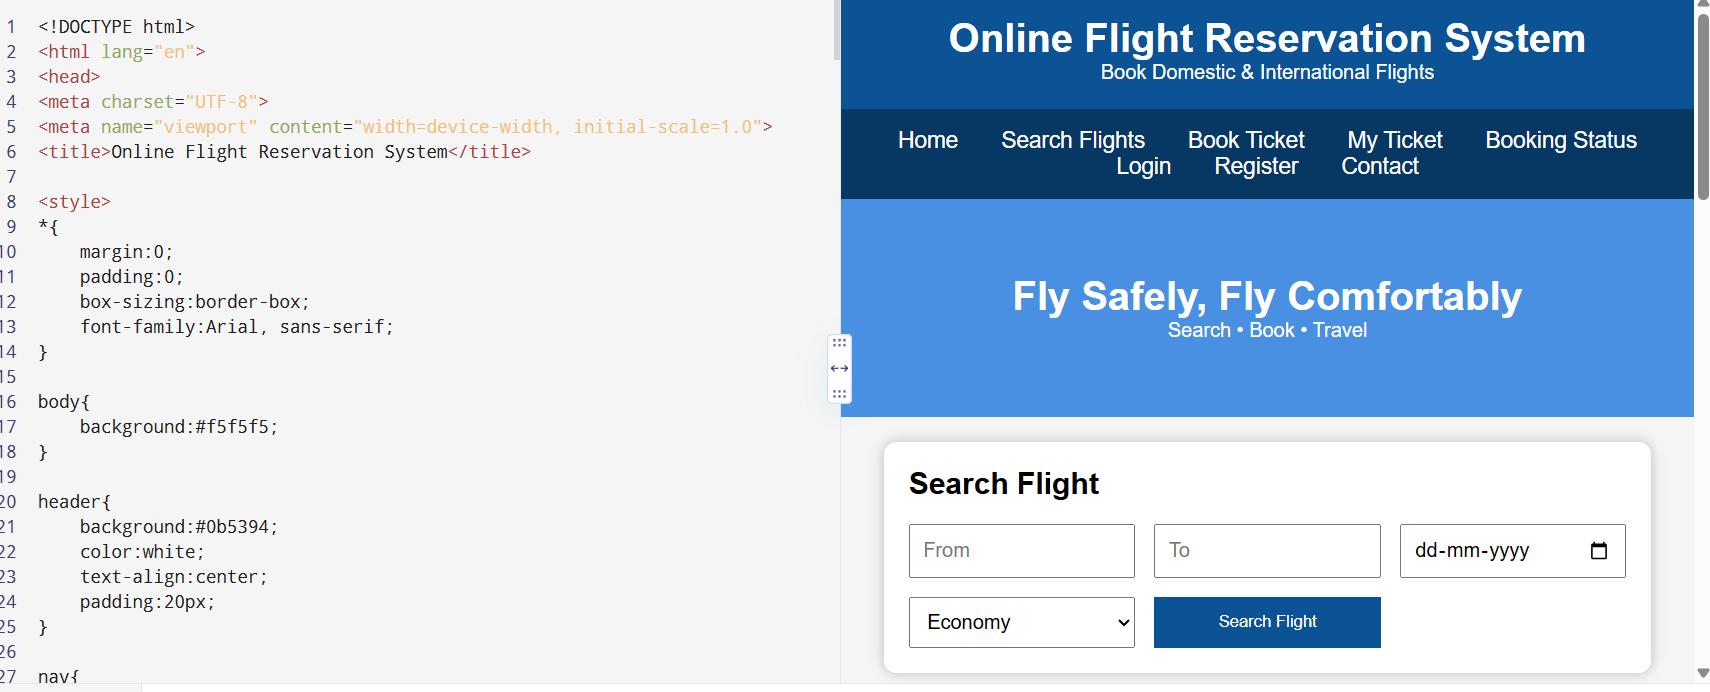 1 <!DOCTYPE html>
2 <html lang="en">
3 <head>
4 <meta charset="UTF-8">
5 <meta name="viewport" content="width=device-width, initial-scale=1.0">
6 <title>Online Flight Reservation System</title>
7
8 <style>
9 *{
10 margin:0;
11 padding:0;
12 box-sizing:border-box;
13 font-family:Arial, sans-serif;
14 }
15
16 body{
17 background:#f5f5f5;
18 }
19
20 header{
21 background:#0b5394;
22 color:white;
23 text-align:center;
24 padding:20px;
25 }
26
27 nav{
Online Flight Reservation System
Book Domestic & International Flights
Home Search Flights Book Ticket My Ticket Booking Status
Login Register Contact
Fly Safely, Fly Comfortably
Search • Book • Travel
Search Flight
From To dd-mm-yyyy
Economy Search Flight